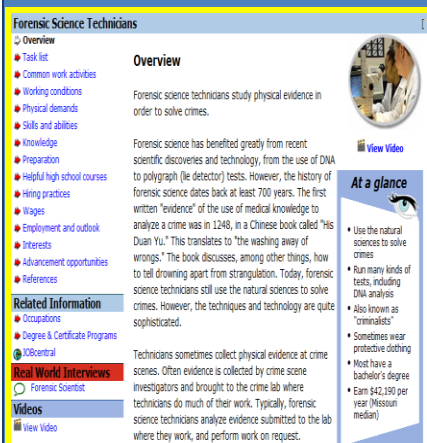 Forensic Science Technicians
Overview
Task list
Common work activities
Working conditions
Physical demands
Skills and abilities
Knowledge
Preparation
Helpful high school courses
Hiring practices
Wages
Employment and outlook
Interests
Advancement opportunities
References
Related Information
Occupations
Degree & Certificate Programs
JOBcentral
Real World Interviews
Forensic Scientist
Videos
View Video
Overview
Forensic science technicians study physical evidence in
order to solve crimes.
Forensic science has benefited greatly from recent
scientific discoveries and technology, from the use of DNA
to polygraph (lie detector) tests. However, the history of
forensic science dates back at least 700 years. The first
written "evidence" of the use of medical knowledge to
analyze a crime was in 1248, in a Chinese book called "His
Duan Yu." This translates to "the washing away of
wrongs." The book discusses, among other things, how
to tell drowning apart from strangulation. Today, forensic
science technicians still use the natural sciences to solve
crimes. However, the techniques and technology are quite
sophisticated.
Technicians sometimes collect physical evidence at crime
scenes. Often evidence is collected by crime scene
investigators and brought to the crime lab where
technicians do much of their work. Typically, forensic
science technicians analyze evidence submitted to the lab
where they work, and perform work on request.
View Video
At a glance
• Use the natural
sciences to solve
crimes
• Run many kinds of
tests, including
DNA analysis
• Also known as
"criminalists"
• Sometimes wear
protective clothing
• Most have a
bachelor's degree
• Earn $42,190 per
year (Missouri
median)